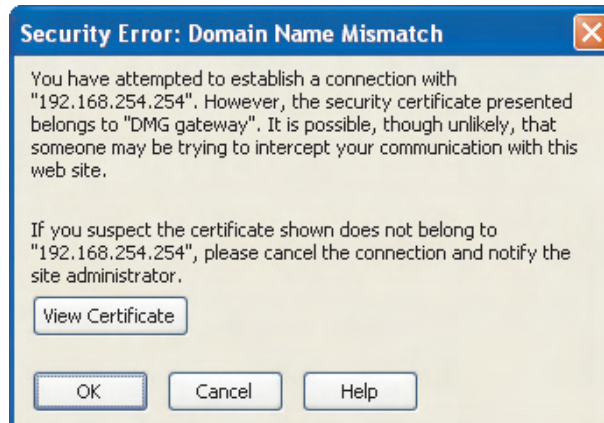 Security Error: Domain Name Mismatch
You have attempted to establish a connection with
"192.168.254.254". However, the security certificate presented
belongs to "DMG gateway". It is possible, though unlikely, that
someone may be trying to intercept your communication with this
web site.
If you suspect the certificate shown does not belong to
"192.168.254.254", please cancel the connection and notify the
site administrator.
View Certificate
OK Cancel Help